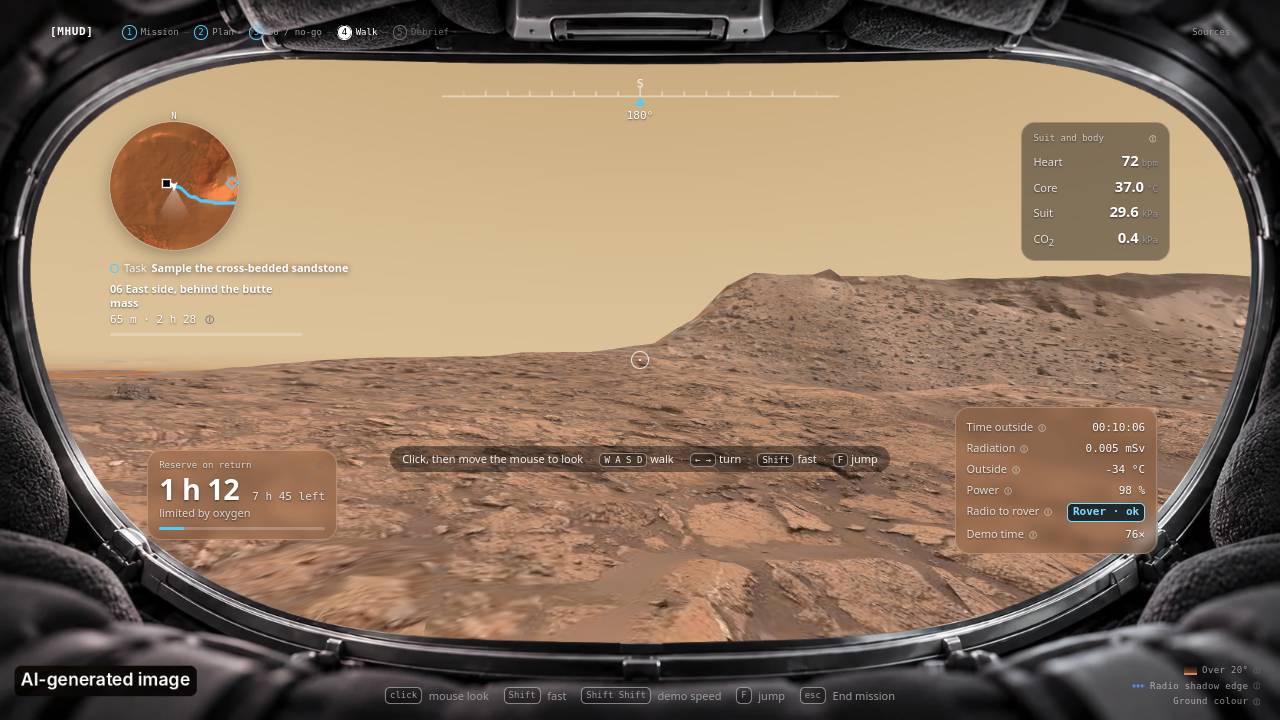 [MHUD] 1 Mission 2 Plan 3 / no-go 4 Walk 5 Debrief
Sources
S
180°
N
Task Sample the cross-bedded sandstone
06 East side, behind the butte
mass
65 m · 2 h 28
Suit and body
Heart 72 bpm
Core 37.0 °C
Suit 29.6 kPa
CO2 0.4 kPa
Click, then move the mouse to look W A S D walk ← → turn Shift fast F jump
Reserve on return
1 h 12 7 h 45 left
limited by oxygen
Time outside 00:10:06
Radiation 0.005 mSv
Outside -34 °C
Power 98 %
Radio to rover Rover · ok
Demo time 76×
AI-generated image
click mouse look Shift fast Shift Shift demo speed F jump esc End mission
Over 20°
Radio shadow edge
Ground colour